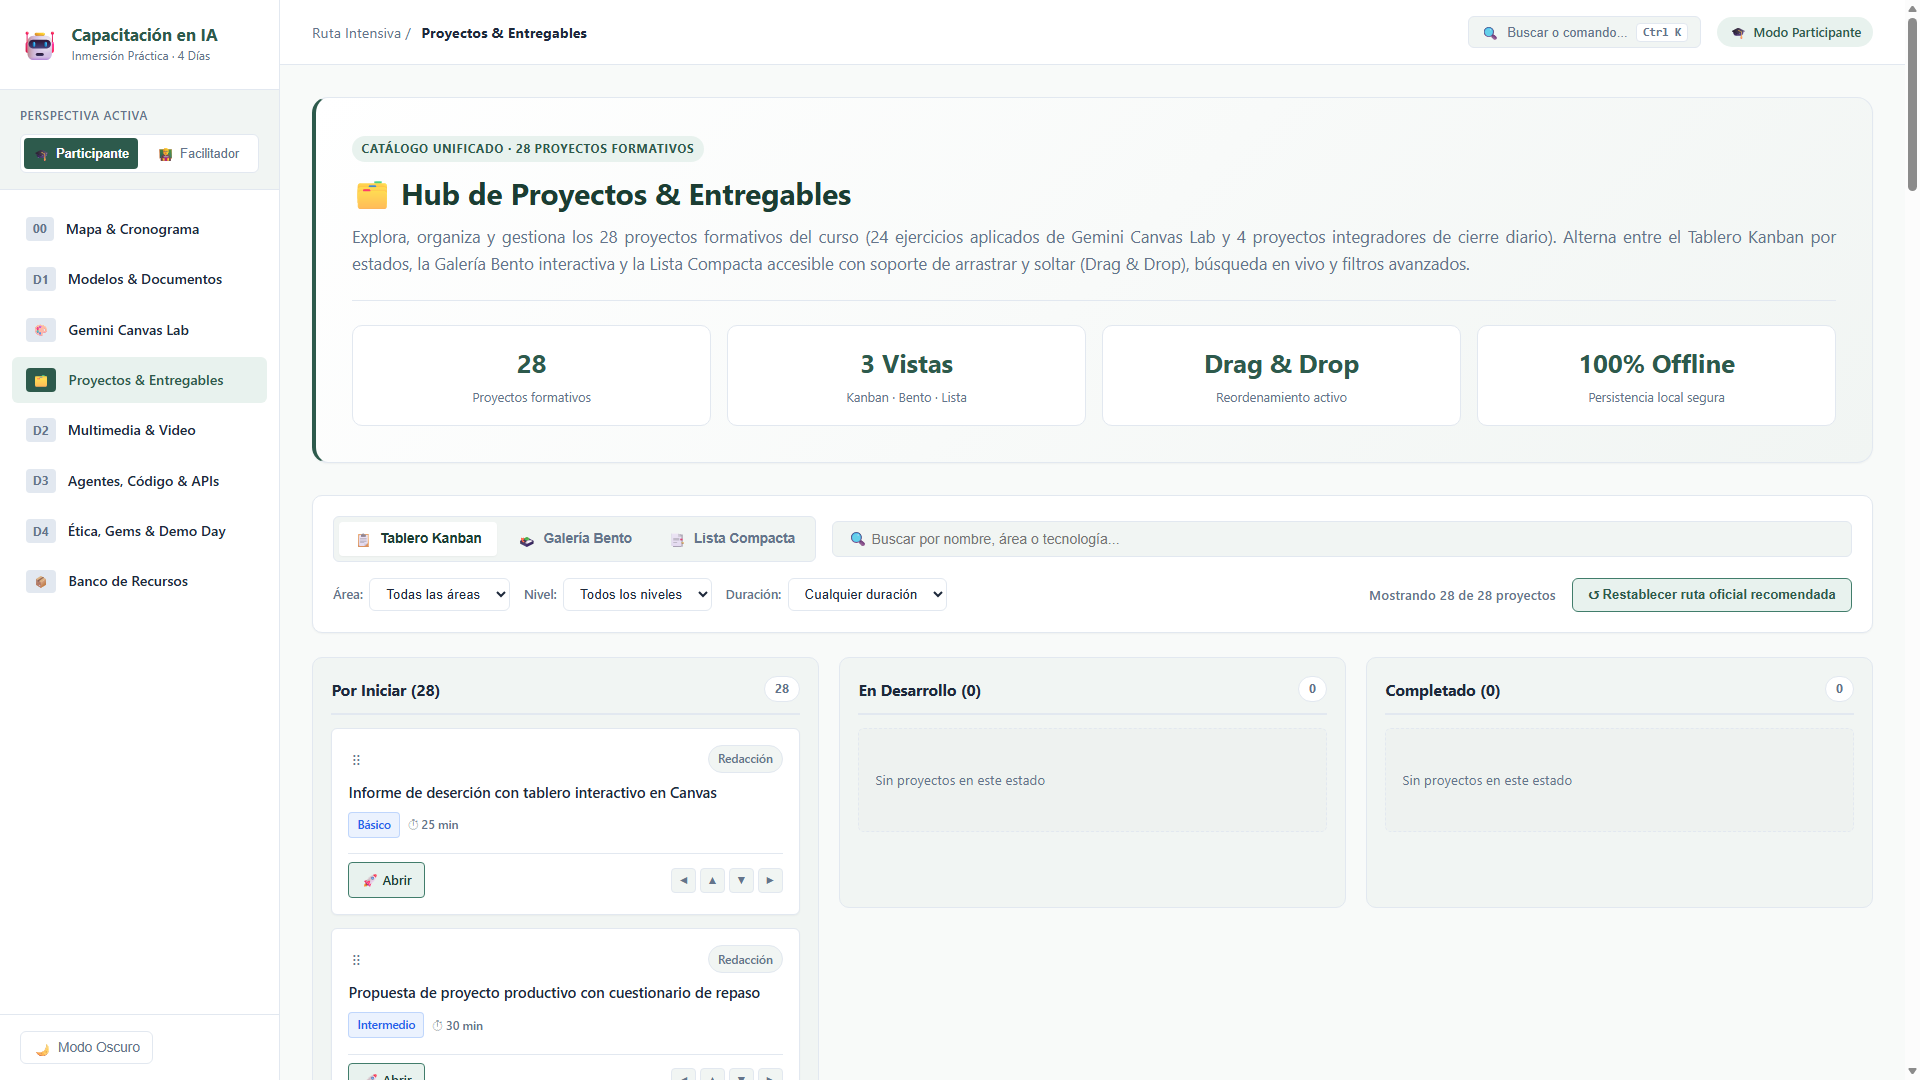 Capacitación en IA
Inmersión Práctica · 4 Días
PERSPECTIVA ACTIVA
Participante
Facilitador
00 Mapa & Cronograma
D1 Modelos & Documentos
Gemini Canvas Lab
Proyectos & Entregables
D2 Multimedia & Video
D3 Agentes, Código & APIs
D4 Ética, Gems & Demo Day
Banco de Recursos
Modo Oscuro
Ruta Intensiva / Proyectos & Entregables
Buscar o comando... Ctrl K
Modo Participante
CATÁLOGO UNIFICADO · 28 PROYECTOS FORMATIVOS
Hub de Proyectos & Entregables
Explora, organiza y gestiona los 28 proyectos formativos del curso (24 ejercicios aplicados de Gemini Canvas Lab y 4 proyectos integradores de cierre diario). Alterna entre el Tablero Kanban por
estados, la Galería Bento interactiva y la Lista Compacta accesible con soporte de arrastrar y soltar (Drag & Drop), búsqueda en vivo y filtros avanzados.
28
Proyectos formativos
3 Vistas
Kanban · Bento · Lista
Drag & Drop
Reordenamiento activo
100% Offline
Persistencia local segura
Tablero Kanban
Galería Bento
Lista Compacta
Buscar por nombre, área o tecnología...
Área: Todas las áreas
Nivel: Todos los niveles
Duración: Cualquier duración
Mostrando 28 de 28 proyectos
↺ Restablecer ruta oficial recomendada
Por Iniciar (28)
28
Redacción
Informe de deserción con tablero interactivo en Canvas
Básico
25 min
Abrir
Redacción
Propuesta de proyecto productivo con cuestionario de repaso
Intermedio
30 min
Abrir
En Desarrollo (0)
0
Sin proyectos en este estado
Completado (0)
0
Sin proyectos en este estado